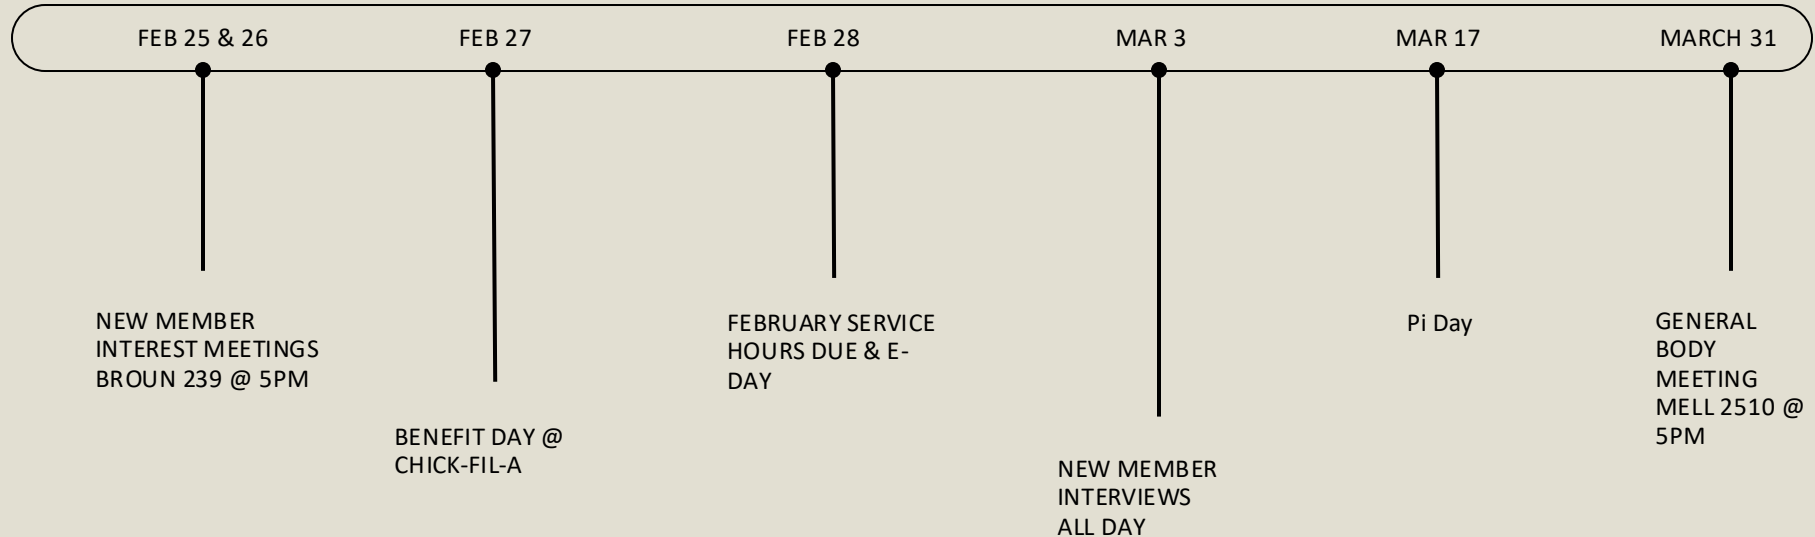 FEB 25 & 26
FEB 27
FEB 28
MAR 3
MAR 17
MARCH 31
NEW MEMBER
INTEREST MEETINGS
BROUN 239 @ 5PM
BENEFIT DAY @
CHICK-FIL-A
FEBRUARY SERVICE
HOURS DUE & E-
DAY
NEW MEMBER
INTERVIEWS
ALL DAY
Pi Day
GENERAL
BODY
MEETING
MELL 2510 @
5PM